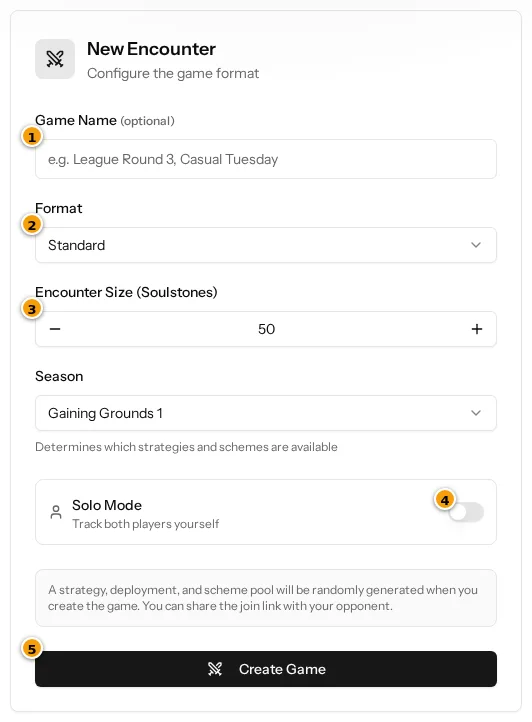 New Encounter
Configure the game format
Game Name (optional)
1
e.g. League Round 3, Casual Tuesday
Format
2
Standard
Encounter Size (Soulstones)
3
− 50 +
Season
Gaining Grounds 1
Determines which strategies and schemes are available
4
Solo Mode
Track both players yourself
A strategy, deployment, and scheme pool will be randomly generated when you
create the game. You can share the join link with your opponent.
5
Create Game